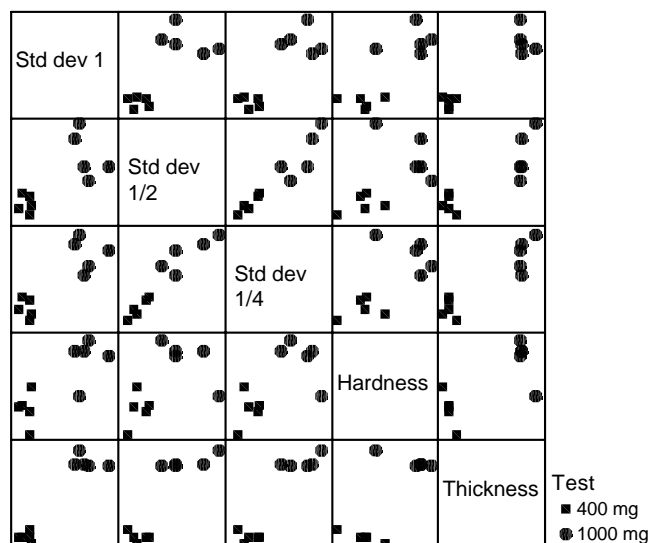 Std dev 1
Std dev
1/2
Std dev
1/4
Hardness
Thickness
Test
400 mg
1000 mg